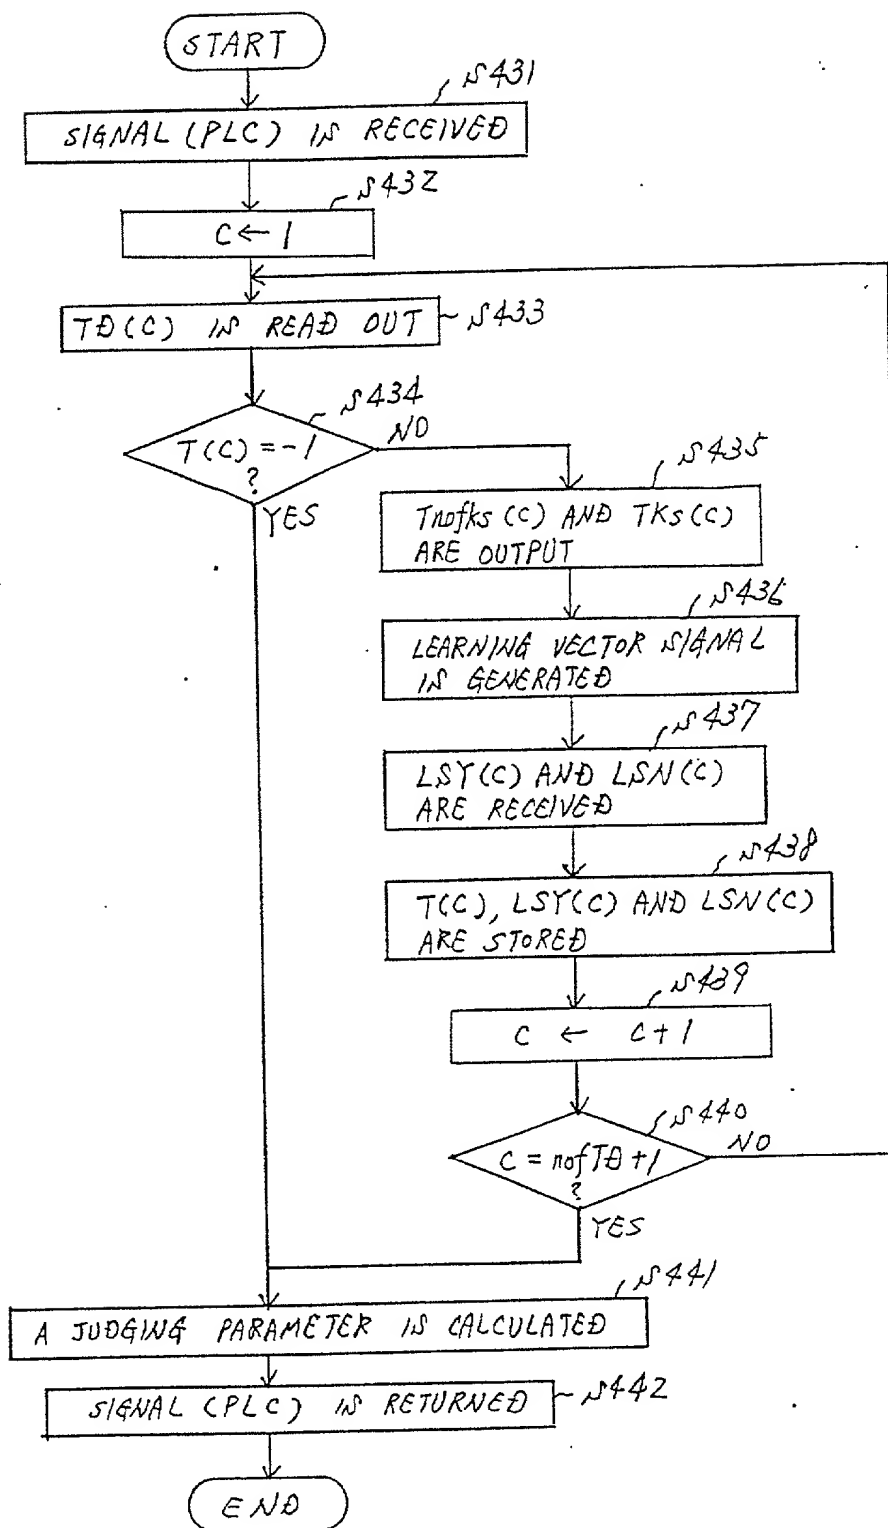 START
S431
SIGNAL (PLC) IS RECEIVED
S432
C ← 1
TD(C) IS READ OUT
S433
S434
T(C) = -1
?
NO
YES
S435
Tnofks (C) AND TKS(C)
ARE OUTPUT
S436
LEARNING VECTOR SIGNAL
IS GENERATED
S437
LSY(C) AND LSN(C)
ARE RECEIVED
S438
T(C), LSY(C) AND LSN(C)
ARE STORED
S439
C ← C+1
S440
C = nofTD+1
?
NO
YES
S441
A JUDGING PARAMETER IS CALCULATED
SIGNAL (PLC) IS RETURNED
S442
END